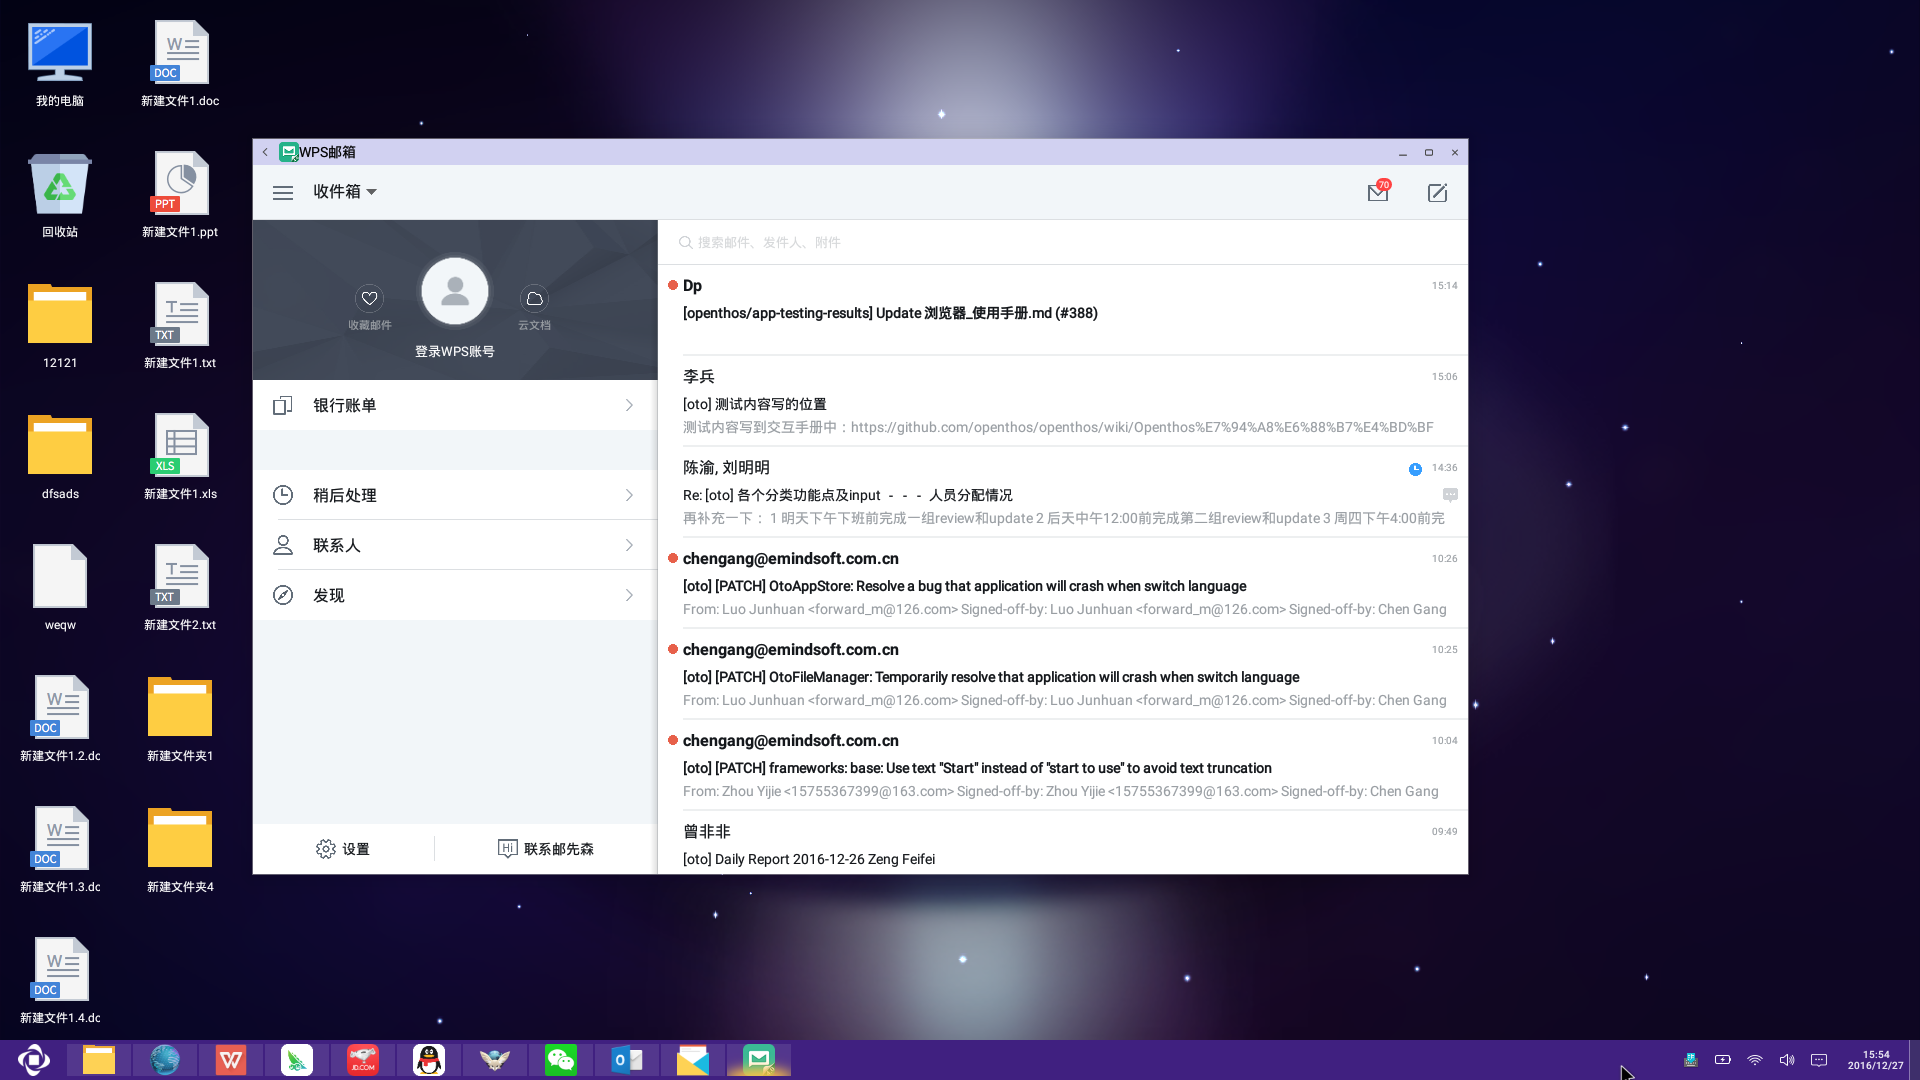 我的电脑
DOC
新建文件1.doc
回收站
PPT
新建文件1.ppt
12121
TXT
新建文件1.txt
dfsads
XLS
新建文件1.xls
weqw
TXT
新建文件2.txt
DOC
新建文件1.2.dc
新建文件夹1
DOC
新建文件1.3.dc
新建文件夹4
DOC
新建文件1.4.dc
WPS邮箱
收件箱
70
收藏邮件
云文档
登录WPS账号
银行账单
稍后处理
联系人
发现
设置
Hi 联系邮先森
搜索邮件、发件人、附件
Dp 15:14
[openthos/app-testing-results] Update 浏览器_使用手册.md (#388)
李兵 15:06
[oto] 测试内容写的位置
测试内容写到交互手册中：https://github.com/openthos/openthos/wiki/Openthos%E7%94%A8%E6%88%B7%E4%BD%BF
陈渝, 刘明明 14:36
Re: [oto] 各个分类功能点及input - - - 人员分配情况
再补充一下： 1 明天下午下班前完成一组review和update 2 后天中午12:00前完成第二组review和update 3 周四下午4:00前完
chengang@emindsoft.com.cn 10:26
[oto] [PATCH] OtoAppStore: Resolve a bug that application will crash when switch language
From: Luo Junhuan <forward_m@126.com> Signed-off-by: Luo Junhuan <forward_m@126.com> Signed-off-by: Chen Gang
chengang@emindsoft.com.cn 10:25
[oto] [PATCH] OtoFileManager: Temporarily resolve that application will crash when switch language
From: Luo Junhuan <forward_m@126.com> Signed-off-by: Luo Junhuan <forward_m@126.com> Signed-off-by: Chen Gang
chengang@emindsoft.com.cn 10:04
[oto] [PATCH] frameworks: base: Use text "Start" instead of "start to use" to avoid text truncation
From: Zhou Yijie <15755367399@163.com> Signed-off-by: Zhou Yijie <15755367399@163.com> Signed-off-by: Chen Gang
曾非非 09:49
[oto] Daily Report 2016-12-26 Zeng Feifei
JD.COM
15:54
2016/12/27